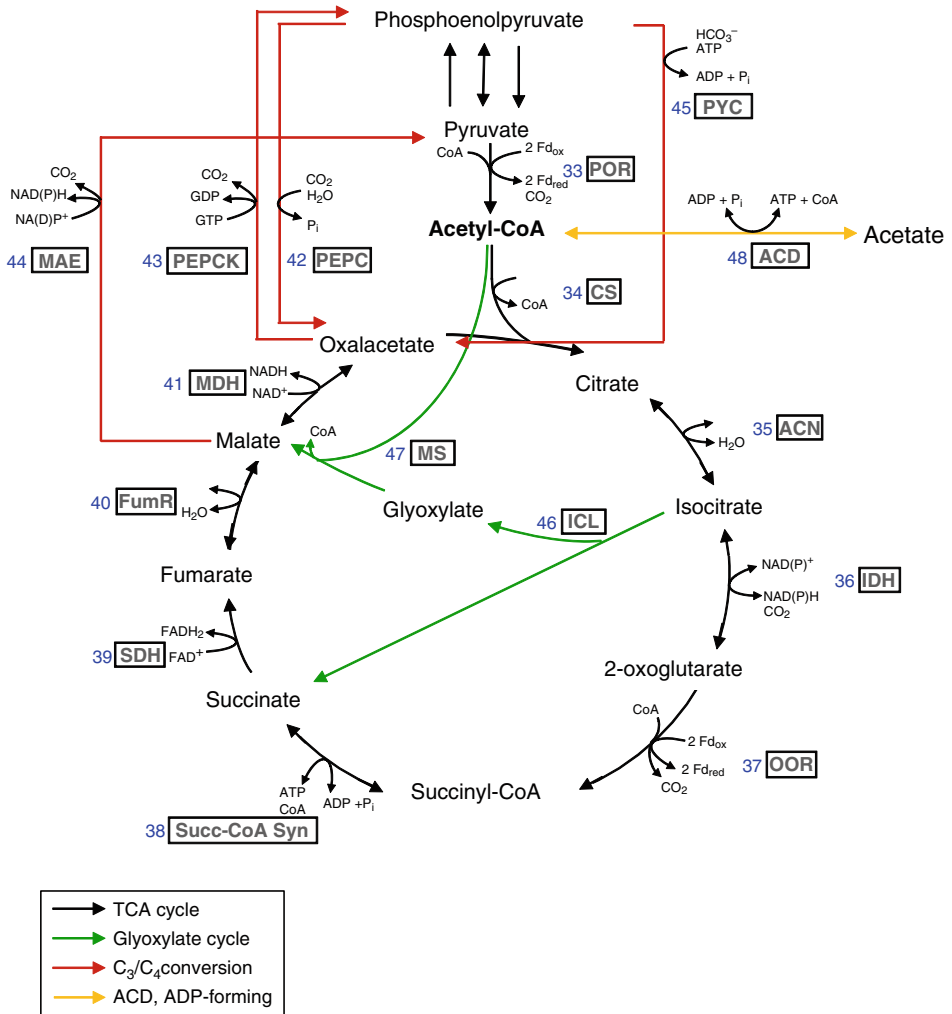 Phosphoenolpyruvate
HCO₃⁻
ATP
ADP + Pᵢ
45 PYC
Pyruvate
CoA
2 Fdₒₓ
2 Fd_red
CO₂
33 POR
CO₂
NAD(P)H
NA(D)P⁺
44 MAE
CO₂
GDP
GTP
43 PEPCK
CO₂
H₂O
Pᵢ
42 PEPC
Acetyl-CoA
ADP + Pᵢ
ATP + CoA
Acetate
48 ACD
CoA
34 CS
Oxalacetate
Citrate
NADH
NAD⁺
41 MDH
H₂O
35 ACN
Malate
CoA
47 MS
Glyoxylate
46 ICL
Isocitrate
40 FumR
H₂O
Fumarate
NAD(P)⁺
NAD(P)H
CO₂
36 IDH
FADH₂
FAD⁺
39 SDH
2-oxoglutarate
Succinate
CoA
2 Fdₒₓ
2 Fd_red
CO₂
37 OOR
Succinyl-CoA
ATP
CoA
ADP +Pᵢ
38 Succ-CoA Syn
TCA cycle
Glyoxylate cycle
C₃/C₄conversion
ACD, ADP-forming